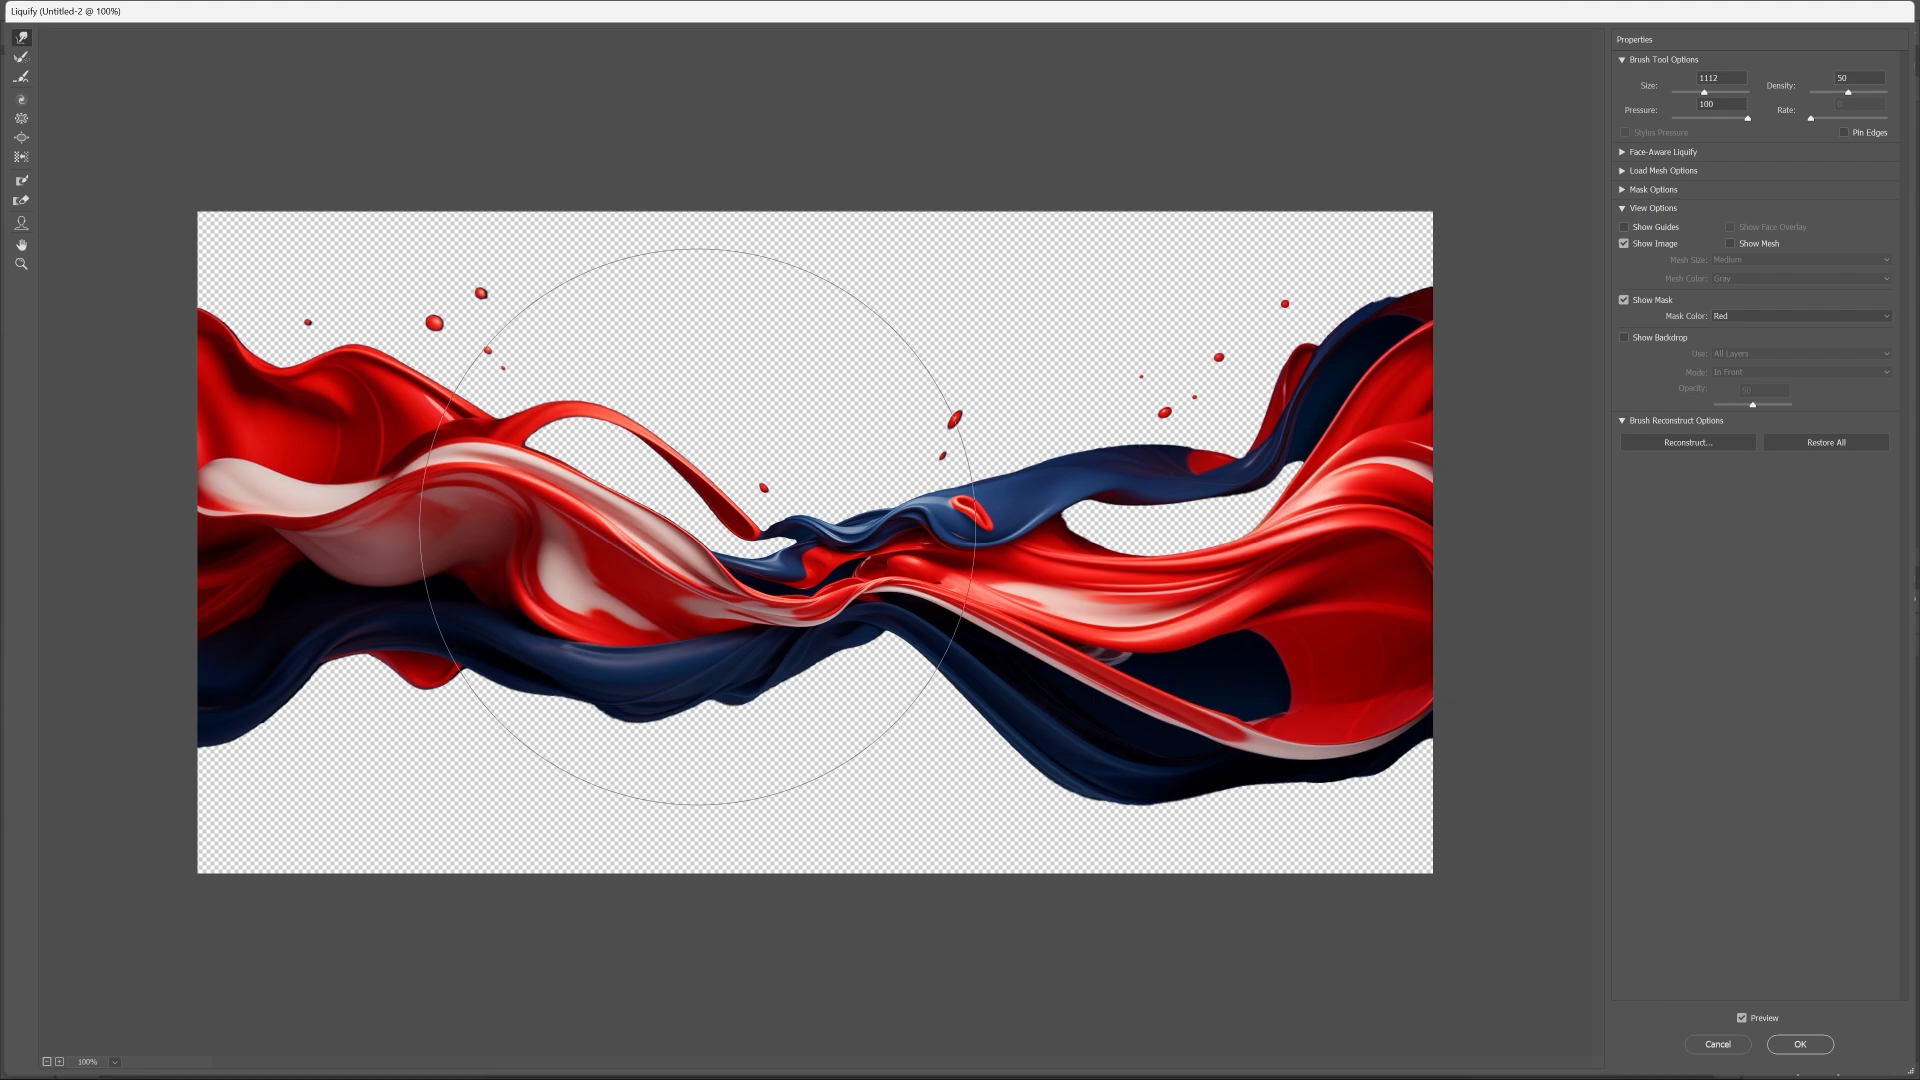 Liquify (Untitled-2 @ 100%)
Properties
Brush Tool Options
Size: 1112 Density: 50
Pressure: 100 Rate: 0
Stylus Pressure Pin Edges
Face-Aware Liquify
Load Mesh Options
Mask Options
View Options
Show Guides Show Face Overlay
Show Image Show Mesh
Mesh Size: Medium
Mesh Color: Gray
Show Mask
Mask Color: Red
Show Backdrop
Use: All Layers
Mode: In Front
Opacity: 50
Brush Reconstruct Options
Reconstruct... Restore All
Preview
Cancel OK
100%